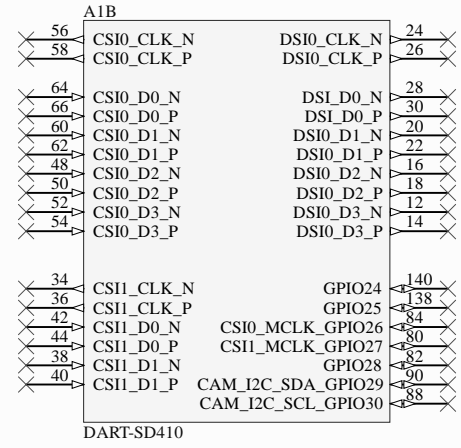 A1B
56 CSI0_CLK_N DSI0_CLK_N 24
58 CSI0_CLK_P DSI0_CLK_P 26
64 CSI0_D0_N DSI_D0_N 28
66 CSI0_D0_P DSI_D0_P 30
60 CSI0_D1_N DSI0_D1_N 20
62 CSI0_D1_P DSI0_D1_P 22
48 CSI0_D2_N DSI0_D2_N 16
50 CSI0_D2_P DSI0_D2_P 18
52 CSI0_D3_N DSI0_D3_N 12
54 CSI0_D3_P DSI0_D3_P 14
34 CSI1_CLK_N GPIO24 140
36 CSI1_CLK_P GPIO25 138
42 CSI1_D0_N CSI0_MCLK_GPIO26 84
44 CSI1_D0_P CSI1_MCLK_GPIO27 80
38 CSI1_D1_N GPIO28 82
40 CSI1_D1_P CAM_I2C_SDA_GPIO29 90
CAM_I2C_SCL_GPIO30 88
DART-SD410